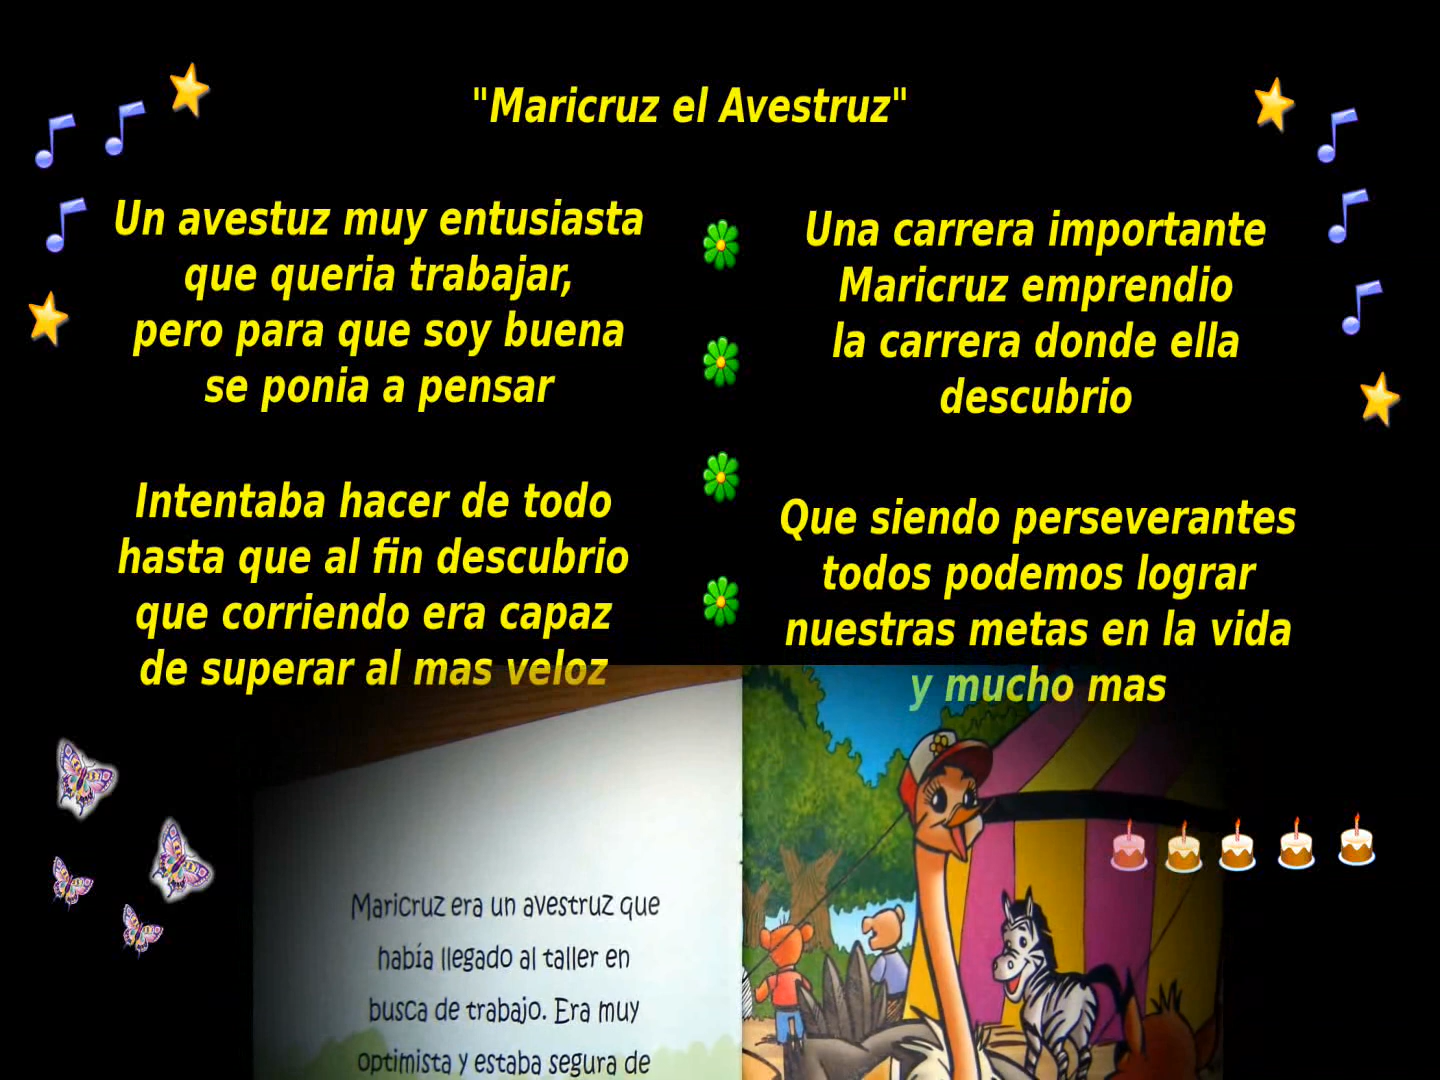 "Maricruz el Avestruz"
Un avestuz muy entusiasta
que queria trabajar,
pero para que soy buena
se ponia a pensar
Intentaba hacer de todo
hasta que al fin descubrio
que corriendo era capaz
de superar al mas veloz
Una carrera importante
Maricruz emprendio
la carrera donde ella
descubrio
Que siendo perseverantes
todos podemos lograr
nuestras metas en la vida
y mucho mas
Maricruz era un avestruz que
había llegado al taller en
busca de trabajo. Era muy
optimista y estaba segura de